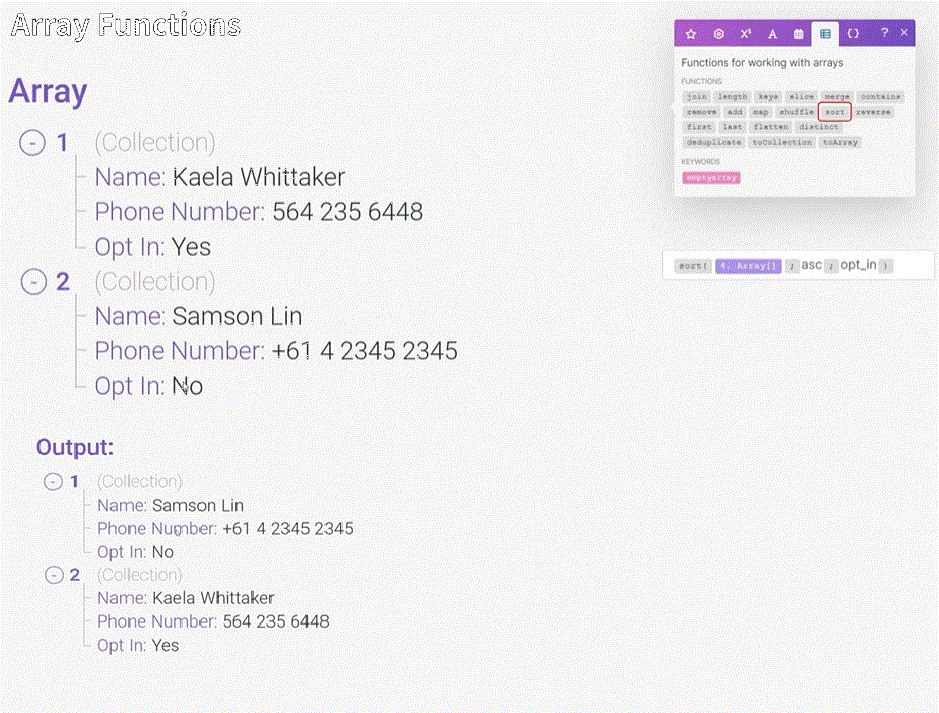 Array Functions
Array
- 1 (Collection)
Name: Kaela Whittaker
Phone Number: 564 235 6448
Opt In: Yes
- 2 (Collection)
Name: Samson Lin
Phone Number: +61 4 2345 2345
Opt In: No
Output:
- 1 (Collection)
Name: Samson Lin
Phone Number: +61 4 2345 2345
Opt In: No
- 2 (Collection)
Name: Kaela Whittaker
Phone Number: 564 235 6448
Opt In: Yes
X¹ A {} ? ×
Functions for working with arrays
FUNCTIONS
join length keys slice merge contains
remove add map shuffle sort reverse
first last flatten distinct
deduplicate toCollection toArray
KEYWORDS
emptyarray
sort( 4. Array[] ; asc ; opt_in )